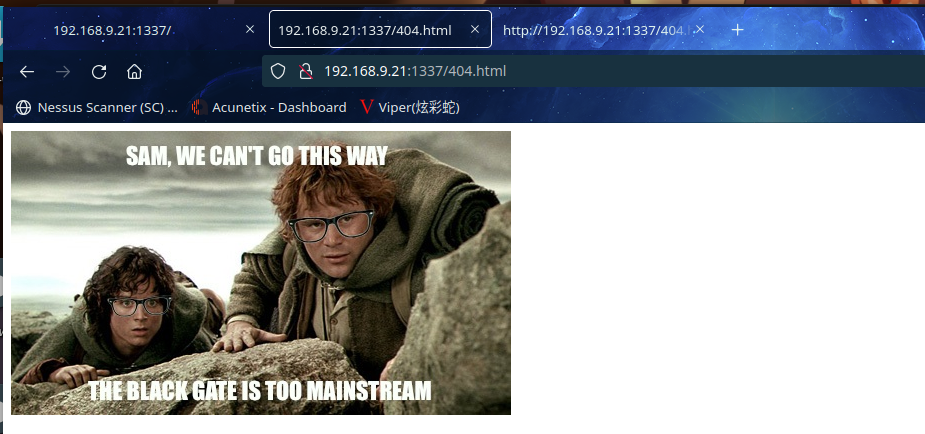 192.168.9.21:1337/
192.168.9.21:1337/404.html
http://192.168.9.21:1337/404.
192.168.9.21:1337/404.html
Nessus Scanner (SC) ...
Acunetix - Dashboard
Viper(炫彩蛇)
SAM, WE CAN'T GO THIS WAY
THE BLACK GATE IS TOO MAINSTREAM